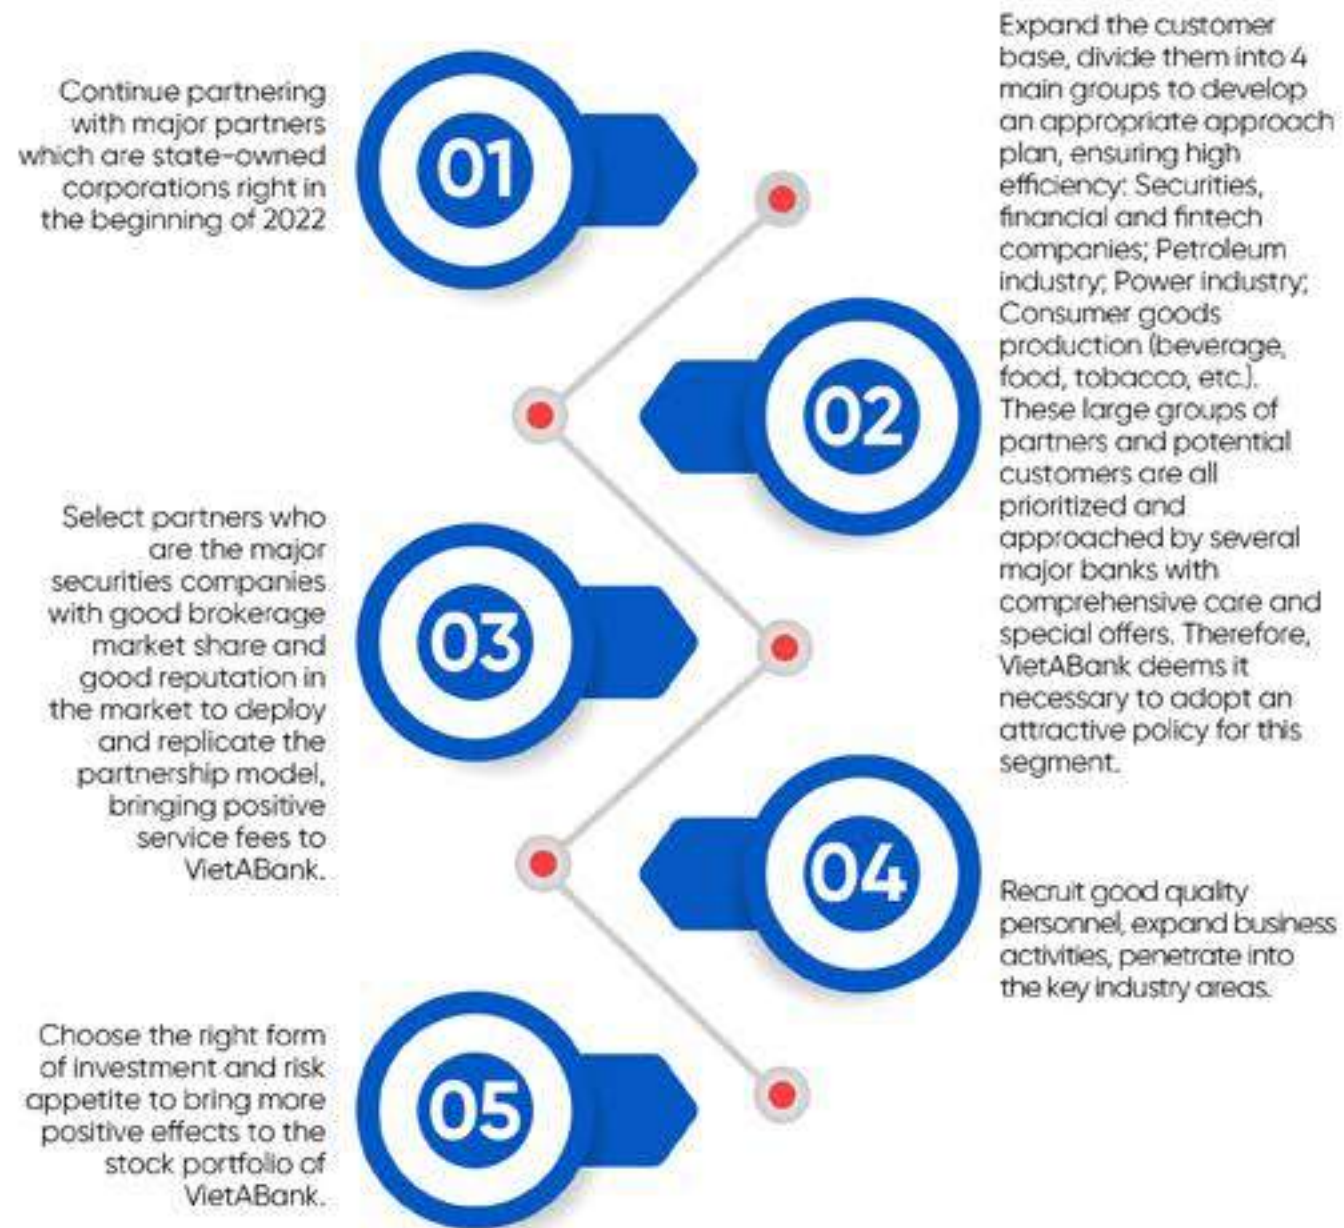 Continue partnering
with major partners
which are state-owned
corporations right in
the beginning of 2022
01
Expand the customer
base, divide them into 4
main groups to develop
an appropriate approach
plan, ensuring high
efficiency: Securities,
financial and fintech
companies; Petroleum
industry; Power industry;
Consumer goods
production (beverage,
food, tobacco, etc.).
These large groups of
partners and potential
customers are all
prioritized and
approached by several
major banks with
comprehensive care and
special offers. Therefore,
VietABank deems it
necessary to adopt an
attractive policy for this
segment.
02
Select partners who
are the major
securities companies
with good brokerage
market share and
good reputation in
the market to deploy
and replicate the
partnership model,
bringing positive
service fees to
VietABank.
03
04
Recruit good quality
personnel, expand business
activities, penetrate into
the key industry areas.
Choose the right form
of investment and risk
appetite to bring more
positive effects to the
stock portfolio of
VietABank.
05